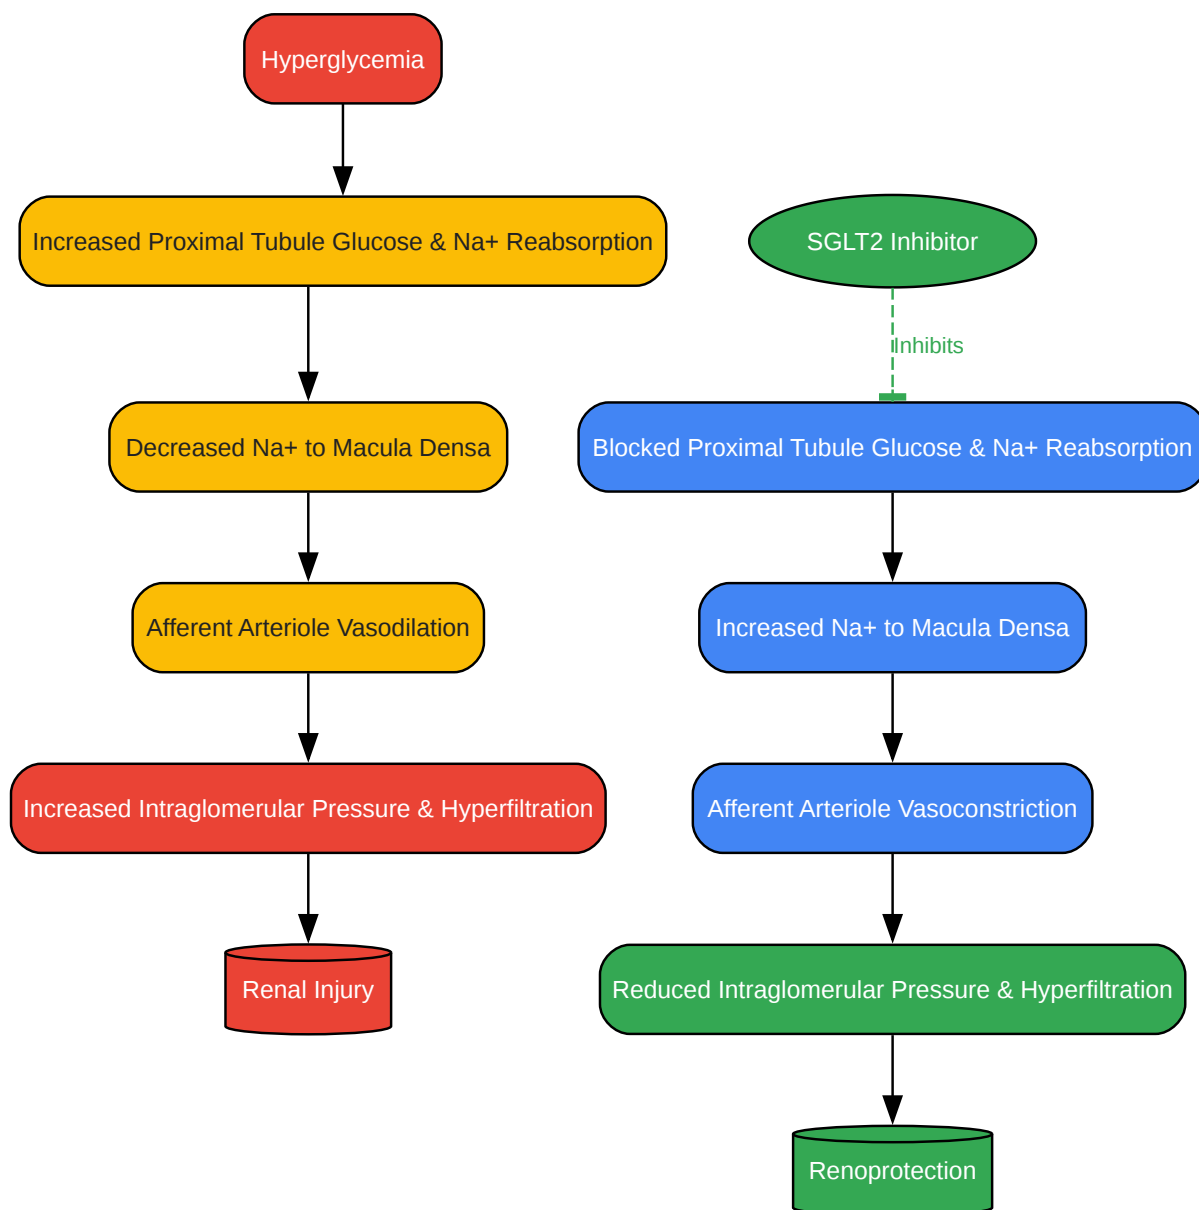 Hyperglycemia
Increased Proximal Tubule Glucose & Na+ Reabsorption
SGLT2 Inhibitor
Inhibits
Decreased Na+ to Macula Densa
Blocked Proximal Tubule Glucose & Na+ Reabsorption
Afferent Arteriole Vasodilation
Increased Na+ to Macula Densa
Increased Intraglomerular Pressure & Hyperfiltration
Afferent Arteriole Vasoconstriction
Renal Injury
Reduced Intraglomerular Pressure & Hyperfiltration
Renoprotection